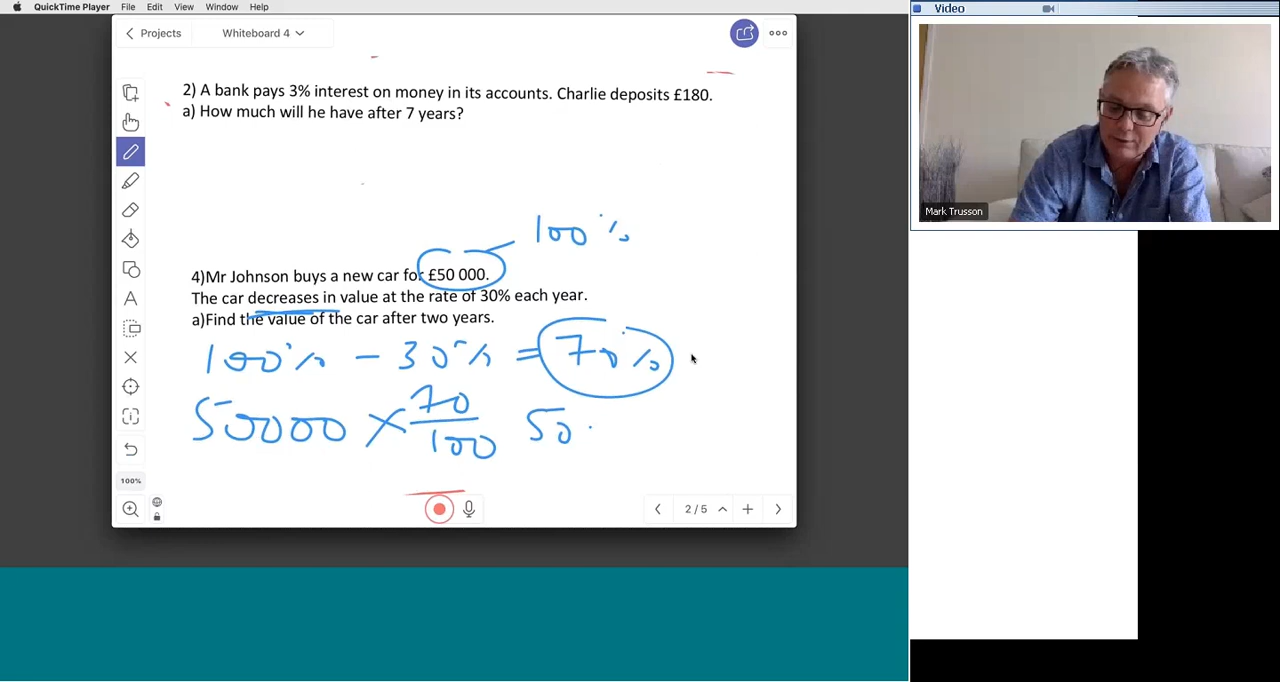 QuickTime Player File Edit View Window Help
Video
Projects
Whiteboard 4
2) A bank pays 3% interest on money in its accounts. Charlie deposits £180.
a) How much will he have after 7 years?
100%
4)Mr Johnson buys a new car for £50 000.
The car decreases in value at the rate of 30% each year.
a)Find the value of the car after two years.
100% - 30% = 70%
50000 × 70/100 50
100%
2 / 5
Mark Trusson